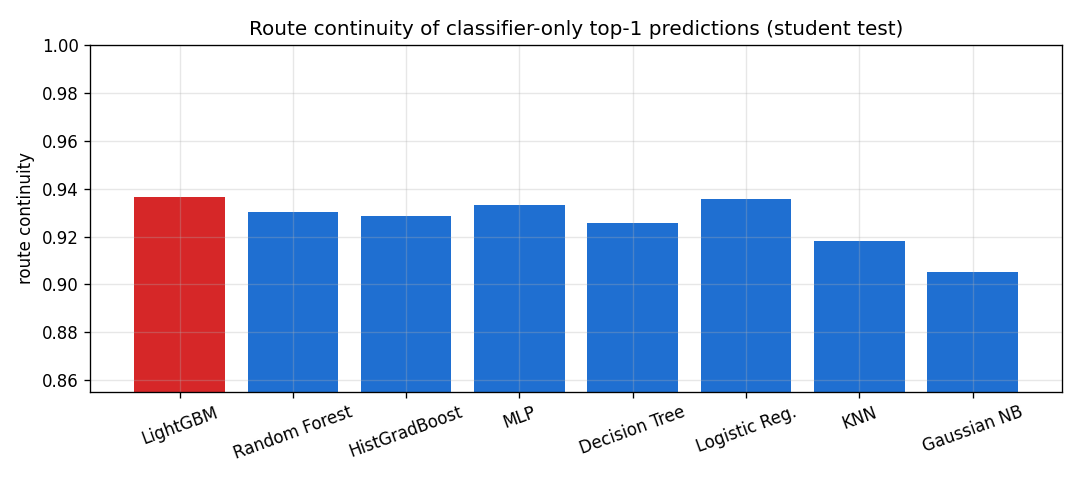 Route continuity of classifier-only top-1 predictions (student test)
1.00
0.98
0.96
0.94
0.92
0.90
0.88
0.86
route continuity
LightGBM
Random Forest
HistGradBoost
MLP
Decision Tree
Logistic Reg.
KNN
Gaussian NB